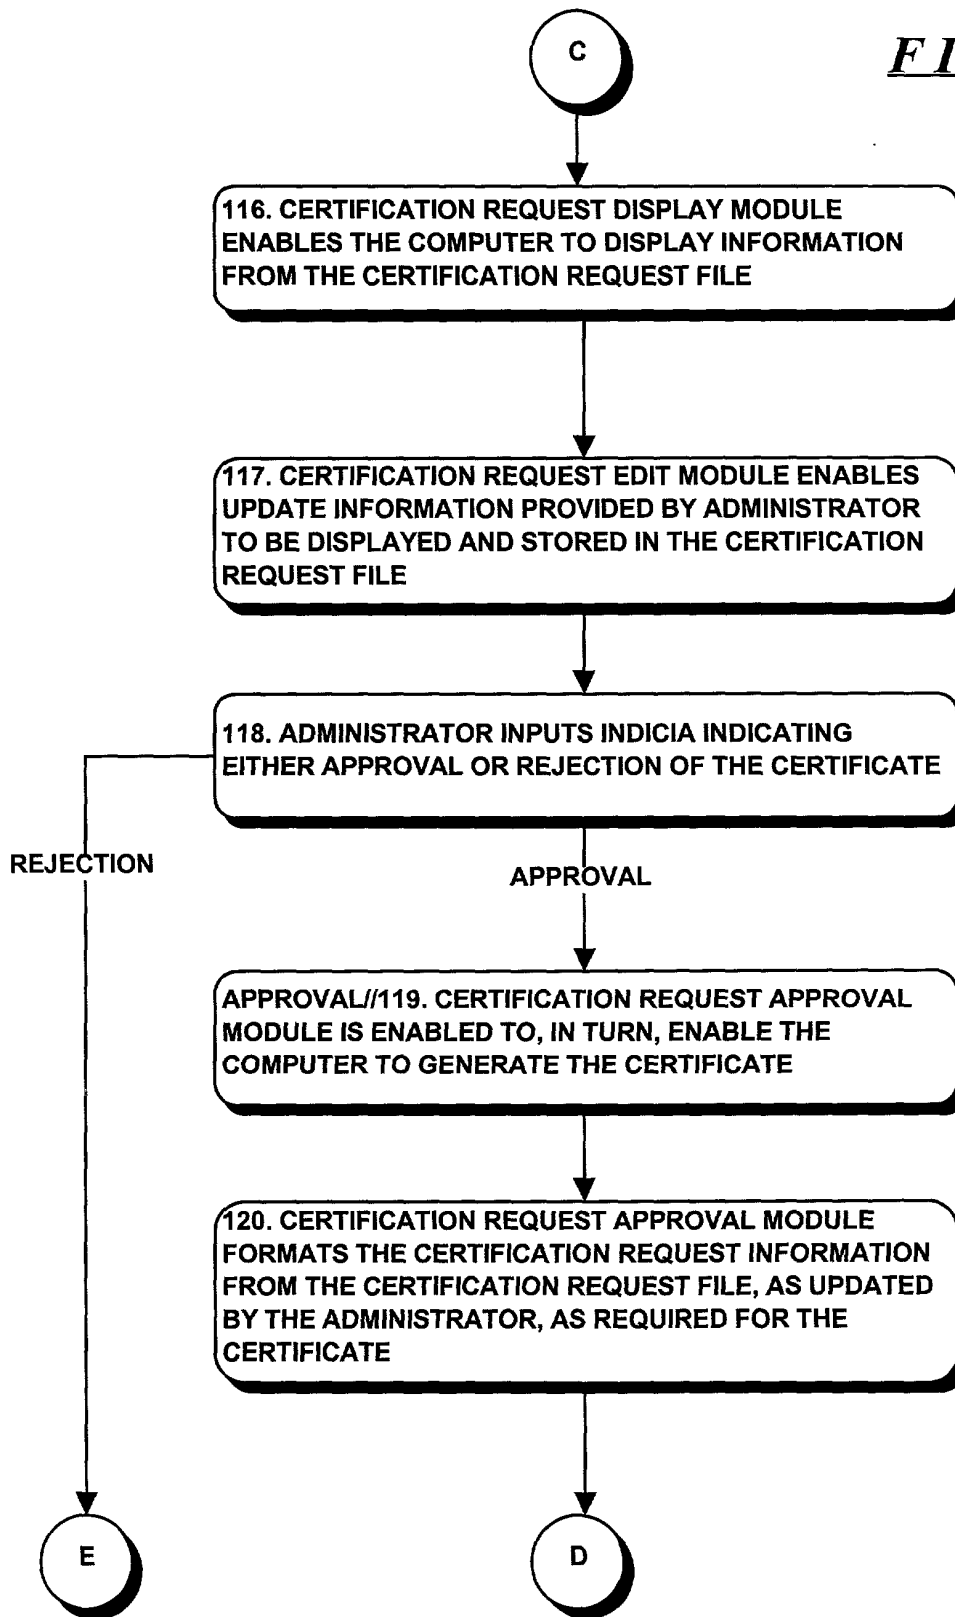 C
F I
116. CERTIFICATION REQUEST DISPLAY MODULE
ENABLES THE COMPUTER TO DISPLAY INFORMATION
FROM THE CERTIFICATION REQUEST FILE
117. CERTIFICATION REQUEST EDIT MODULE ENABLES
UPDATE INFORMATION PROVIDED BY ADMINISTRATOR
TO BE DISPLAYED AND STORED IN THE CERTIFICATION
REQUEST FILE
118. ADMINISTRATOR INPUTS INDICIA INDICATING
EITHER APPROVAL OR REJECTION OF THE CERTIFICATE
REJECTION
APPROVAL
APPROVAL//119. CERTIFICATION REQUEST APPROVAL
MODULE IS ENABLED TO, IN TURN, ENABLE THE
COMPUTER TO GENERATE THE CERTIFICATE
120. CERTIFICATION REQUEST APPROVAL MODULE
FORMATS THE CERTIFICATION REQUEST INFORMATION
FROM THE CERTIFICATION REQUEST FILE, AS UPDATED
BY THE ADMINISTRATOR, AS REQUIRED FOR THE
CERTIFICATE
E
D